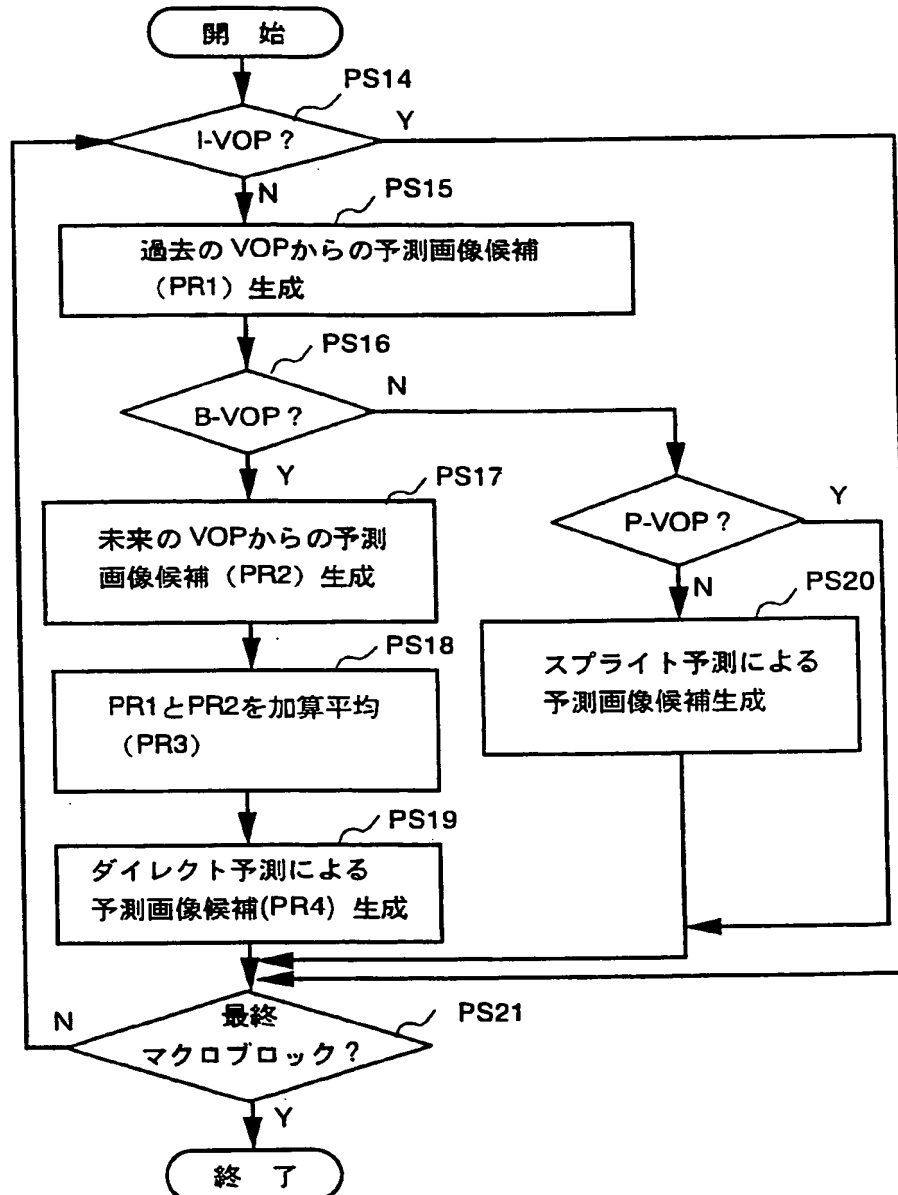 開 始
PS14
I-VOP?
Y
N
PS15
過去の VOPからの予測画像候補
(PR1)生成
PS16
B-VOP?
N
Y
PS17
未来の VOPからの予測
画像候補(PR2)生成
P-VOP?
Y
N
PS20
スプライト予測による
予測画像候補生成
PS18
PR1とPR2を加算平均
(PR3)
PS19
ダイレクト予測による
予測画像候補(PR4)生成
N
最終
マクロブロック?
PS21
Y
終 了